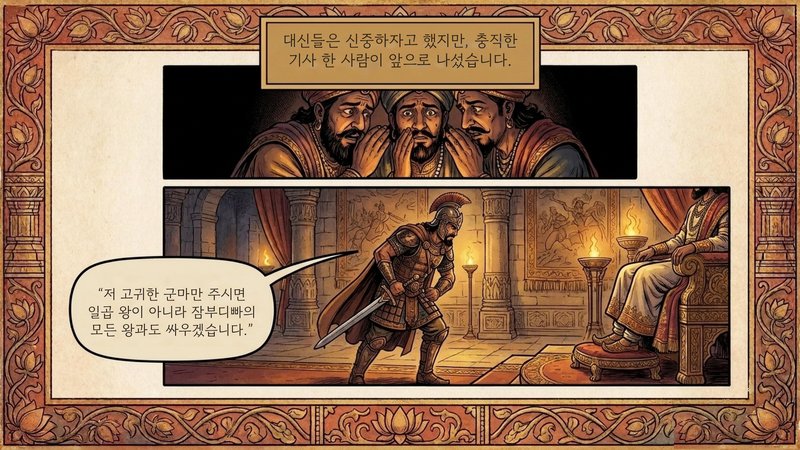 대신들은 신중하자고 했지만, 충직한
기사 한 사람이 앞으로 나섰습니다.
“저 고귀한 군마만 주시면
일곱 왕이 아니라 잠부디빠의
모든 왕과도 싸우겠습니다.”